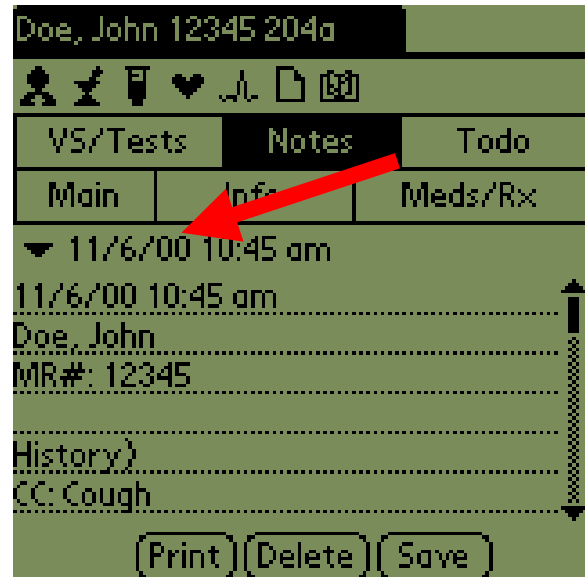 Doe, John 12345 204a
VS/Tests Notes Todo
Main Info Meds/Rx
11/6/00 10:45 am
11/6/00 10:45 am
Doe, John
MR#: 12345
History}
CC: Cough
Print Delete Save